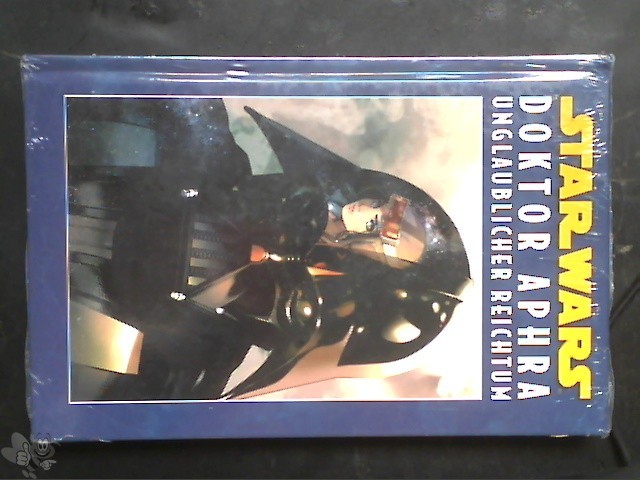 STAR WARS
DOKTOR APHRA
UNGLAUBLICHER REICHTUM